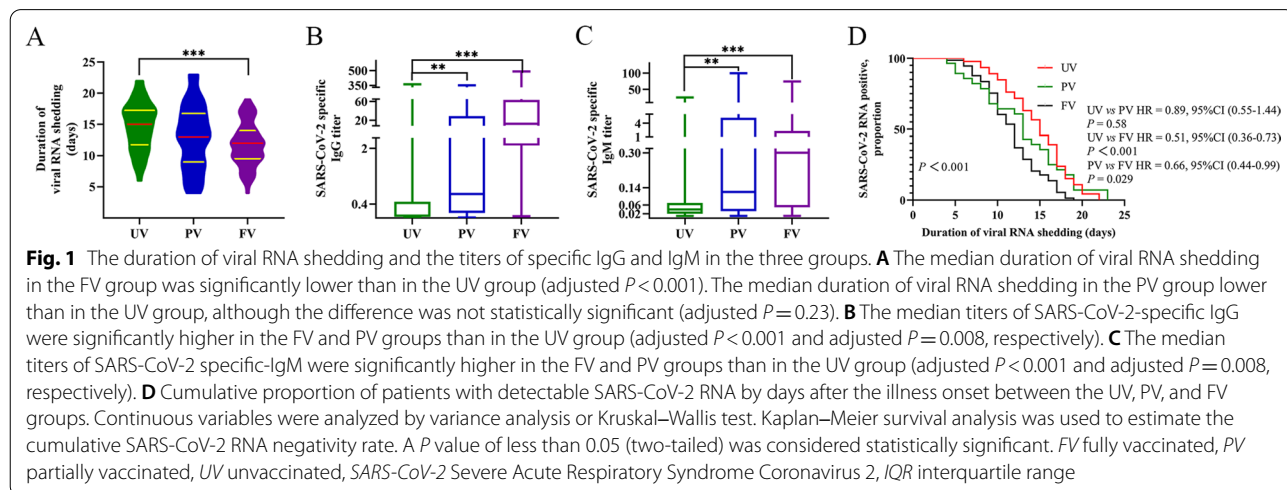 A
***
Duration of
viral RNA shedding
(days)
25
20
15
10
5
UV
PV
FV
B
***
**
SARS-CoV-2 specific
IgG titer
500
350
60
20
2
0.4
UV
PV
FV
C
***
**
SARS-CoV-2 specific
IgM titer
100
50
4
1
0.30
0.14
0.06
0.02
UV
PV
FV
D
SARS-CoV-2 RNA positive,
proportion
100
50
0
UV
PV
FV
UV vs PV HR = 0.89, 95%CI (0.55-1.44)
P = 0.58
UV vs FV HR = 0.51, 95%CI (0.36-0.73)
P < 0.001
PV vs FV HR = 0.66, 95%CI (0.44-0.99)
P = 0.029
P < 0.001
0 5 10 15 20 25
Duration of viral RNA shedding (days)
Fig. 1 The duration of viral RNA shedding and the titers of specific IgG and IgM in the three groups. A The median duration of viral RNA shedding
in the FV group was significantly lower than in the UV group (adjusted P < 0.001). The median duration of viral RNA shedding in the PV group lower
than in the UV group, although the difference was not statistically significant (adjusted P = 0.23). B The median titers of SARS-CoV-2-specific IgG
were significantly higher in the FV and PV groups than in the UV group (adjusted P < 0.001 and adjusted P = 0.008, respectively). C The median
titers of SARS-CoV-2 specific-IgM were significantly higher in the FV and PV groups than in the UV group (adjusted P < 0.001 and adjusted P = 0.008,
respectively). D Cumulative proportion of patients with detectable SARS-CoV-2 RNA by days after the illness onset between the UV, PV, and FV
groups. Continuous variables were analyzed by variance analysis or Kruskal–Wallis test. Kaplan–Meier survival analysis was used to estimate the
cumulative SARS-CoV-2 RNA negativity rate. A P value of less than 0.05 (two-tailed) was considered statistically significant. FV fully vaccinated, PV
partially vaccinated, UV unvaccinated, SARS-CoV-2 Severe Acute Respiratory Syndrome Coronavirus 2, IQR interquartile range